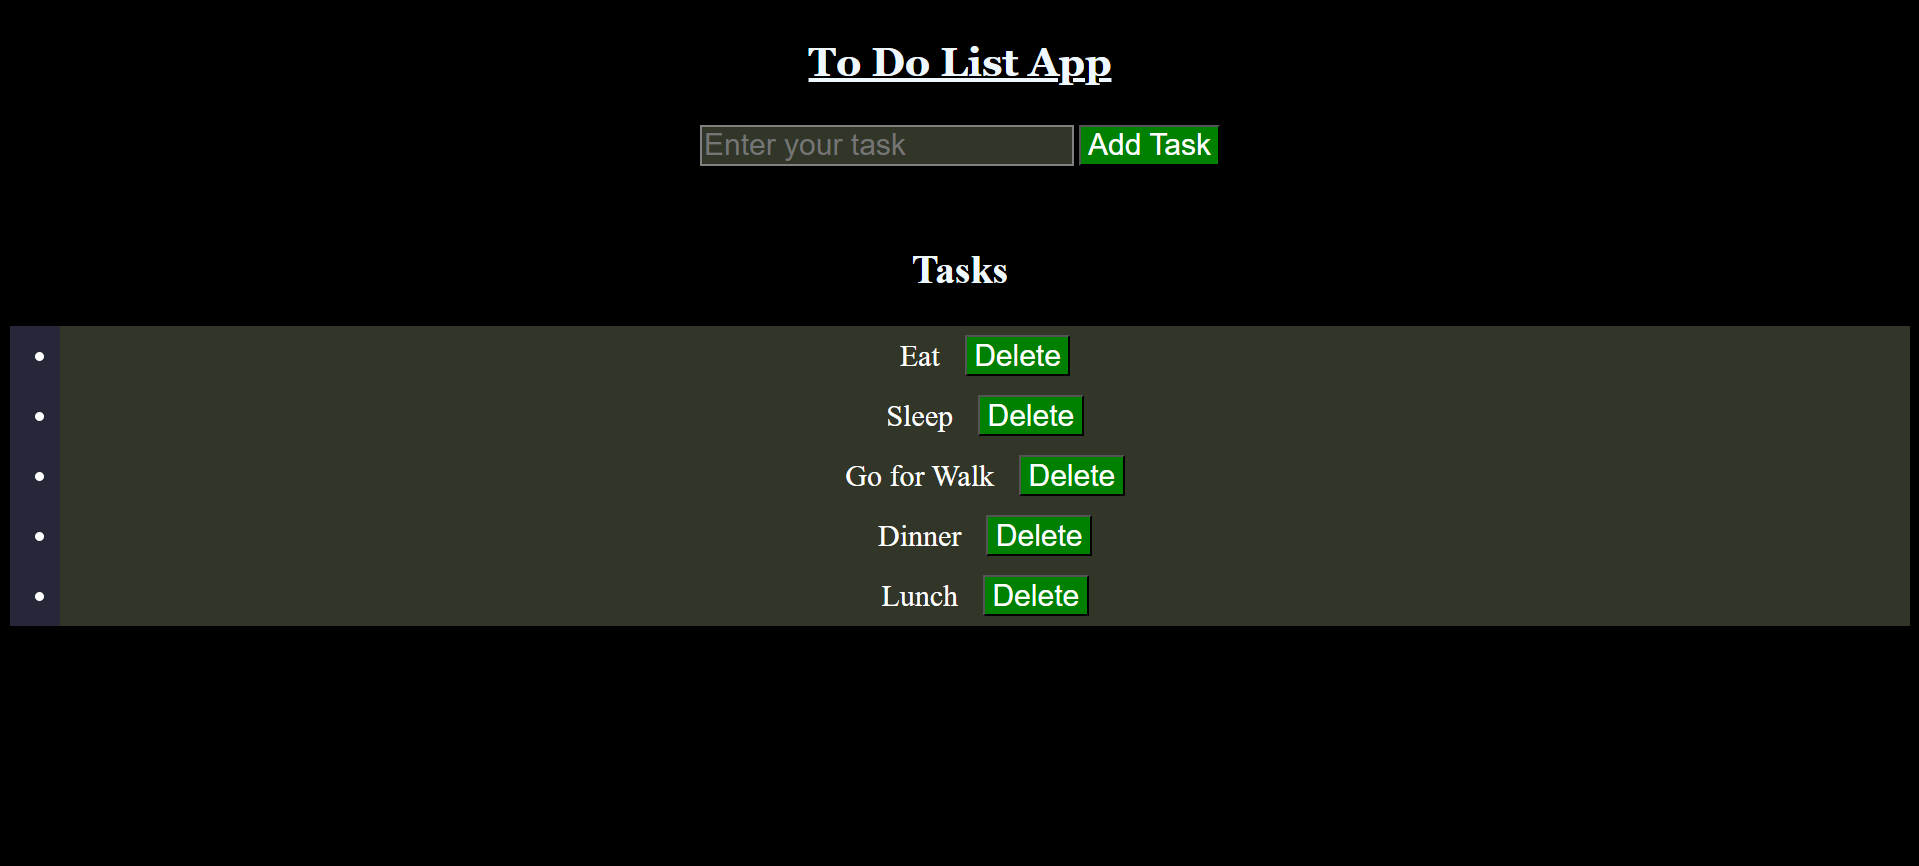 To Do List App
Enter your task Add Task
Tasks
Eat Delete
Sleep Delete
Go for Walk Delete
Dinner Delete
Lunch Delete